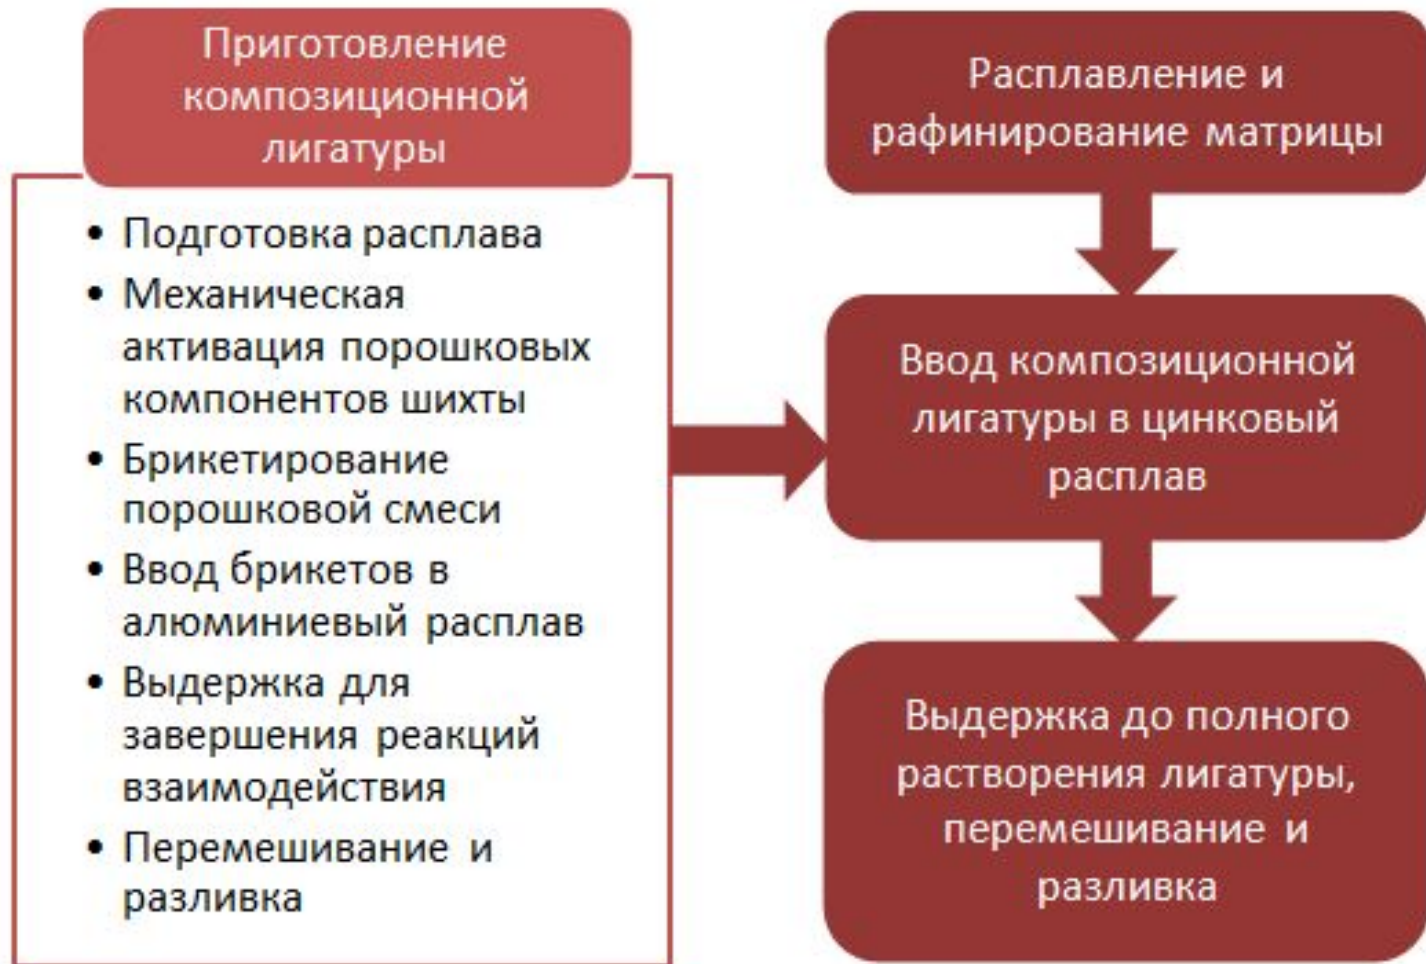 Приготовление
композиционной
лигатуры
• Подготовка расплава
• Механическая
активация порошковых
компонентов шихты
• Брикетирование
порошковой смеси
• Ввод брикетов в
алюминиевый расплав
• Выдержка для
завершения реакций
взаимодействия
• Перемешивание и
разливка
Расплавление и
рафинирование матрицы
Ввод композиционной
лигатуры в цинковый
расплав
Выдержка до полного
растворения лигатуры,
перемешивание и
разливка